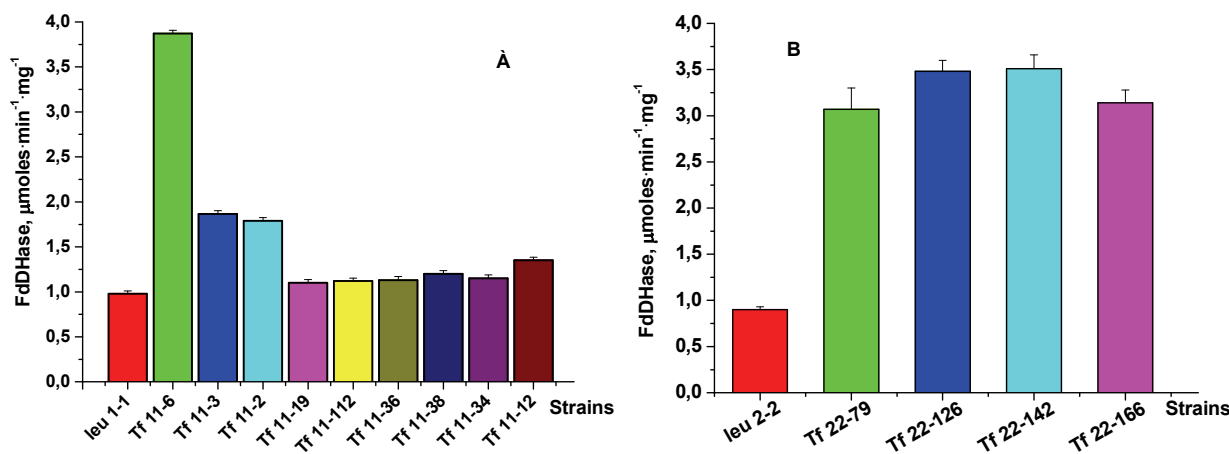 FdDHase, µmoles·min⁻¹·mg⁻¹
4,0
3,5
3,0
2,5
2,0
1,5
1,0
0,5
0,0
À
leu 1-1
Tf 11-6
Tf 11-3
Tf 11-2
Tf 11-19
Tf 11-112
Tf 11-36
Tf 11-38
Tf 11-34
Tf 11-12
Strains
FdDHase, µmoles·min⁻¹·mg⁻¹
4,0
3,5
3,0
2,5
2,0
1,5
1,0
0,5
0,0
B
leu 2-2
Tf 22-79
Tf 22-126
Tf 22-142
Tf 22-166
Strains